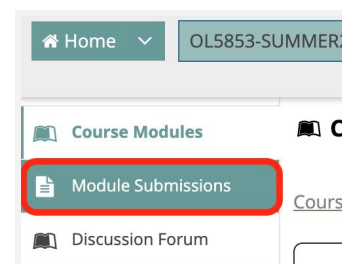 Home
OL5853-SUMMER
Course Modules
C
Module Submissions
Cours
Discussion Forum